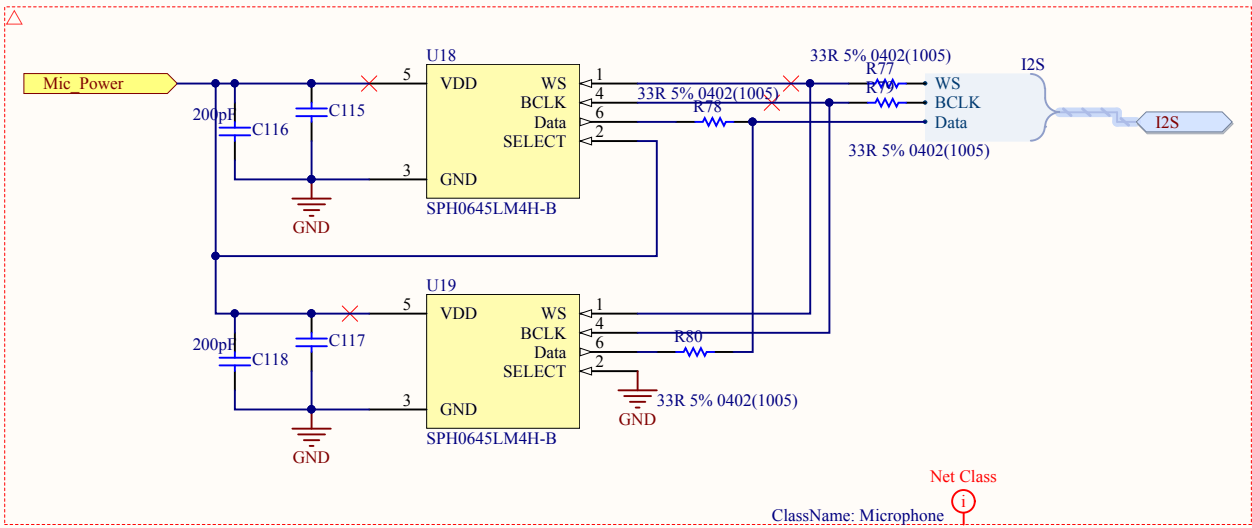 U18
33R 5% 0402(1005)
I2S
Mic_Power
5
VDD
WS
1
R77
WS
BCLK
4
33R 5% 0402(1005)
R79
BCLK
200pF
C116
C115
Data
6
R78
Data
I2S
SELECT
2
33R 5% 0402(1005)
3
GND
GND
SPH0645LM4H-B
U19
5
VDD
WS
1
BCLK
4
200pF
C118
C117
Data
6
R80
SELECT
2
3
GND
GND
33R 5% 0402(1005)
GND
SPH0645LM4H-B
Net Class
i
ClassName: Microphone